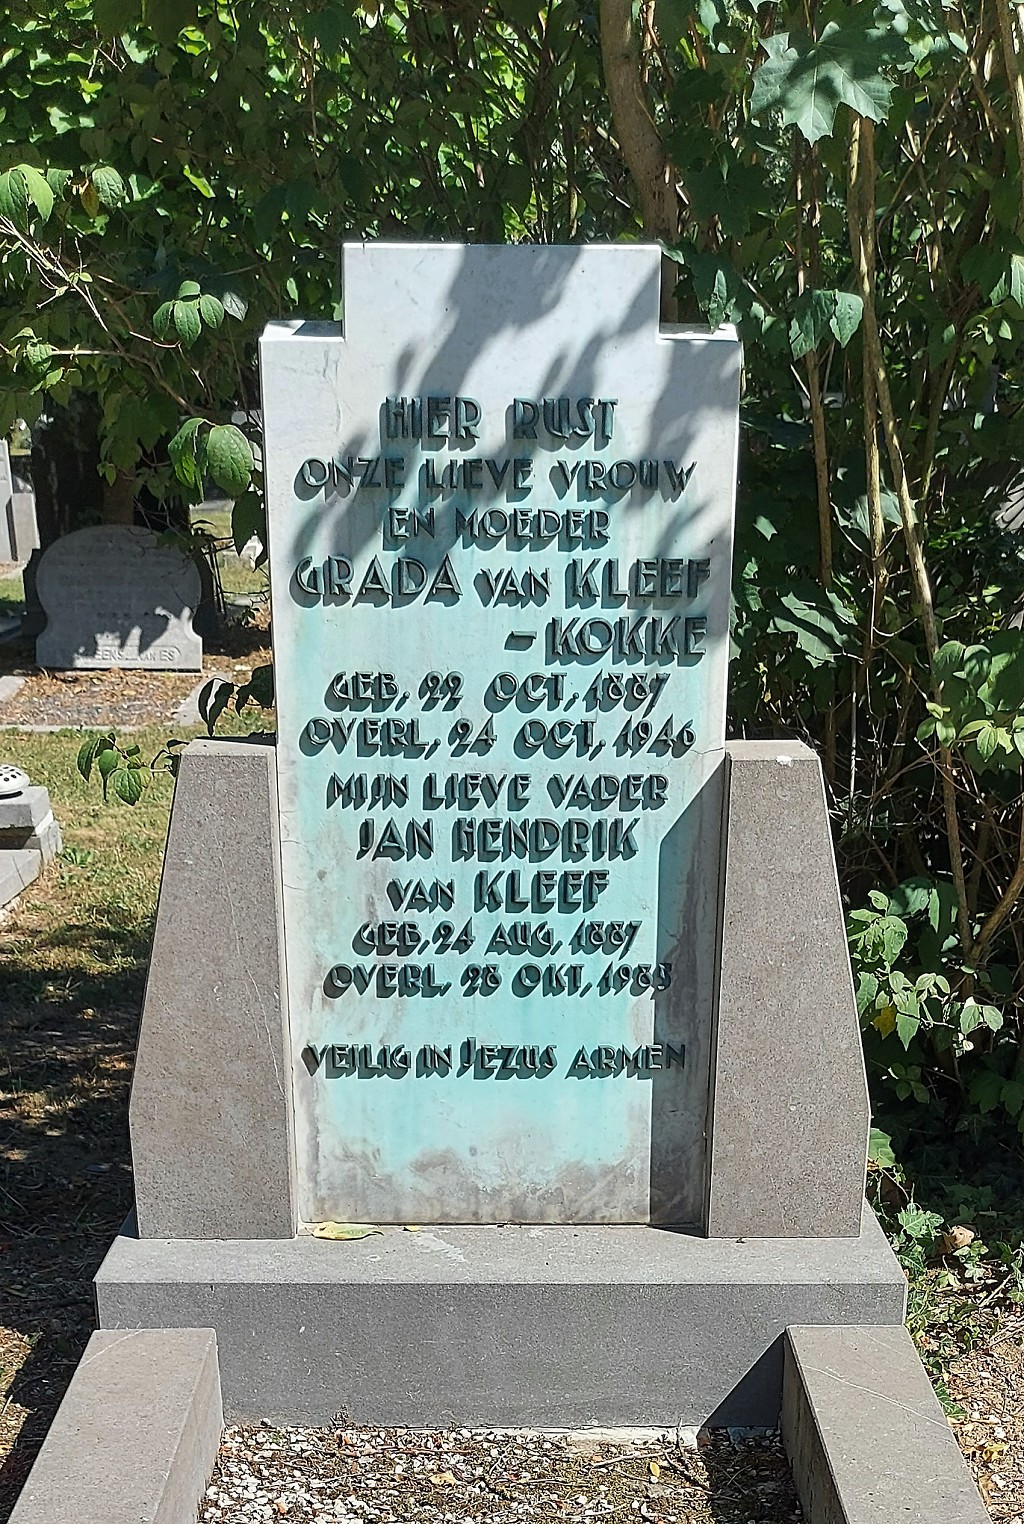 HIER RUST
ONZE LIEVE VROUW
EN MOEDER
GRADA VAN KLEEF
- KOKKE
GEB, 22 OCT, 1887
OVERL, 24 OCT, 1946
MIJN LIEVE VADER
JAN HENDRIK
VAN KLEEF
GEB, 24 AUG, 1887
OVERL, 28 OKT, 1985
VEILIG IN JEZUS ARMEN